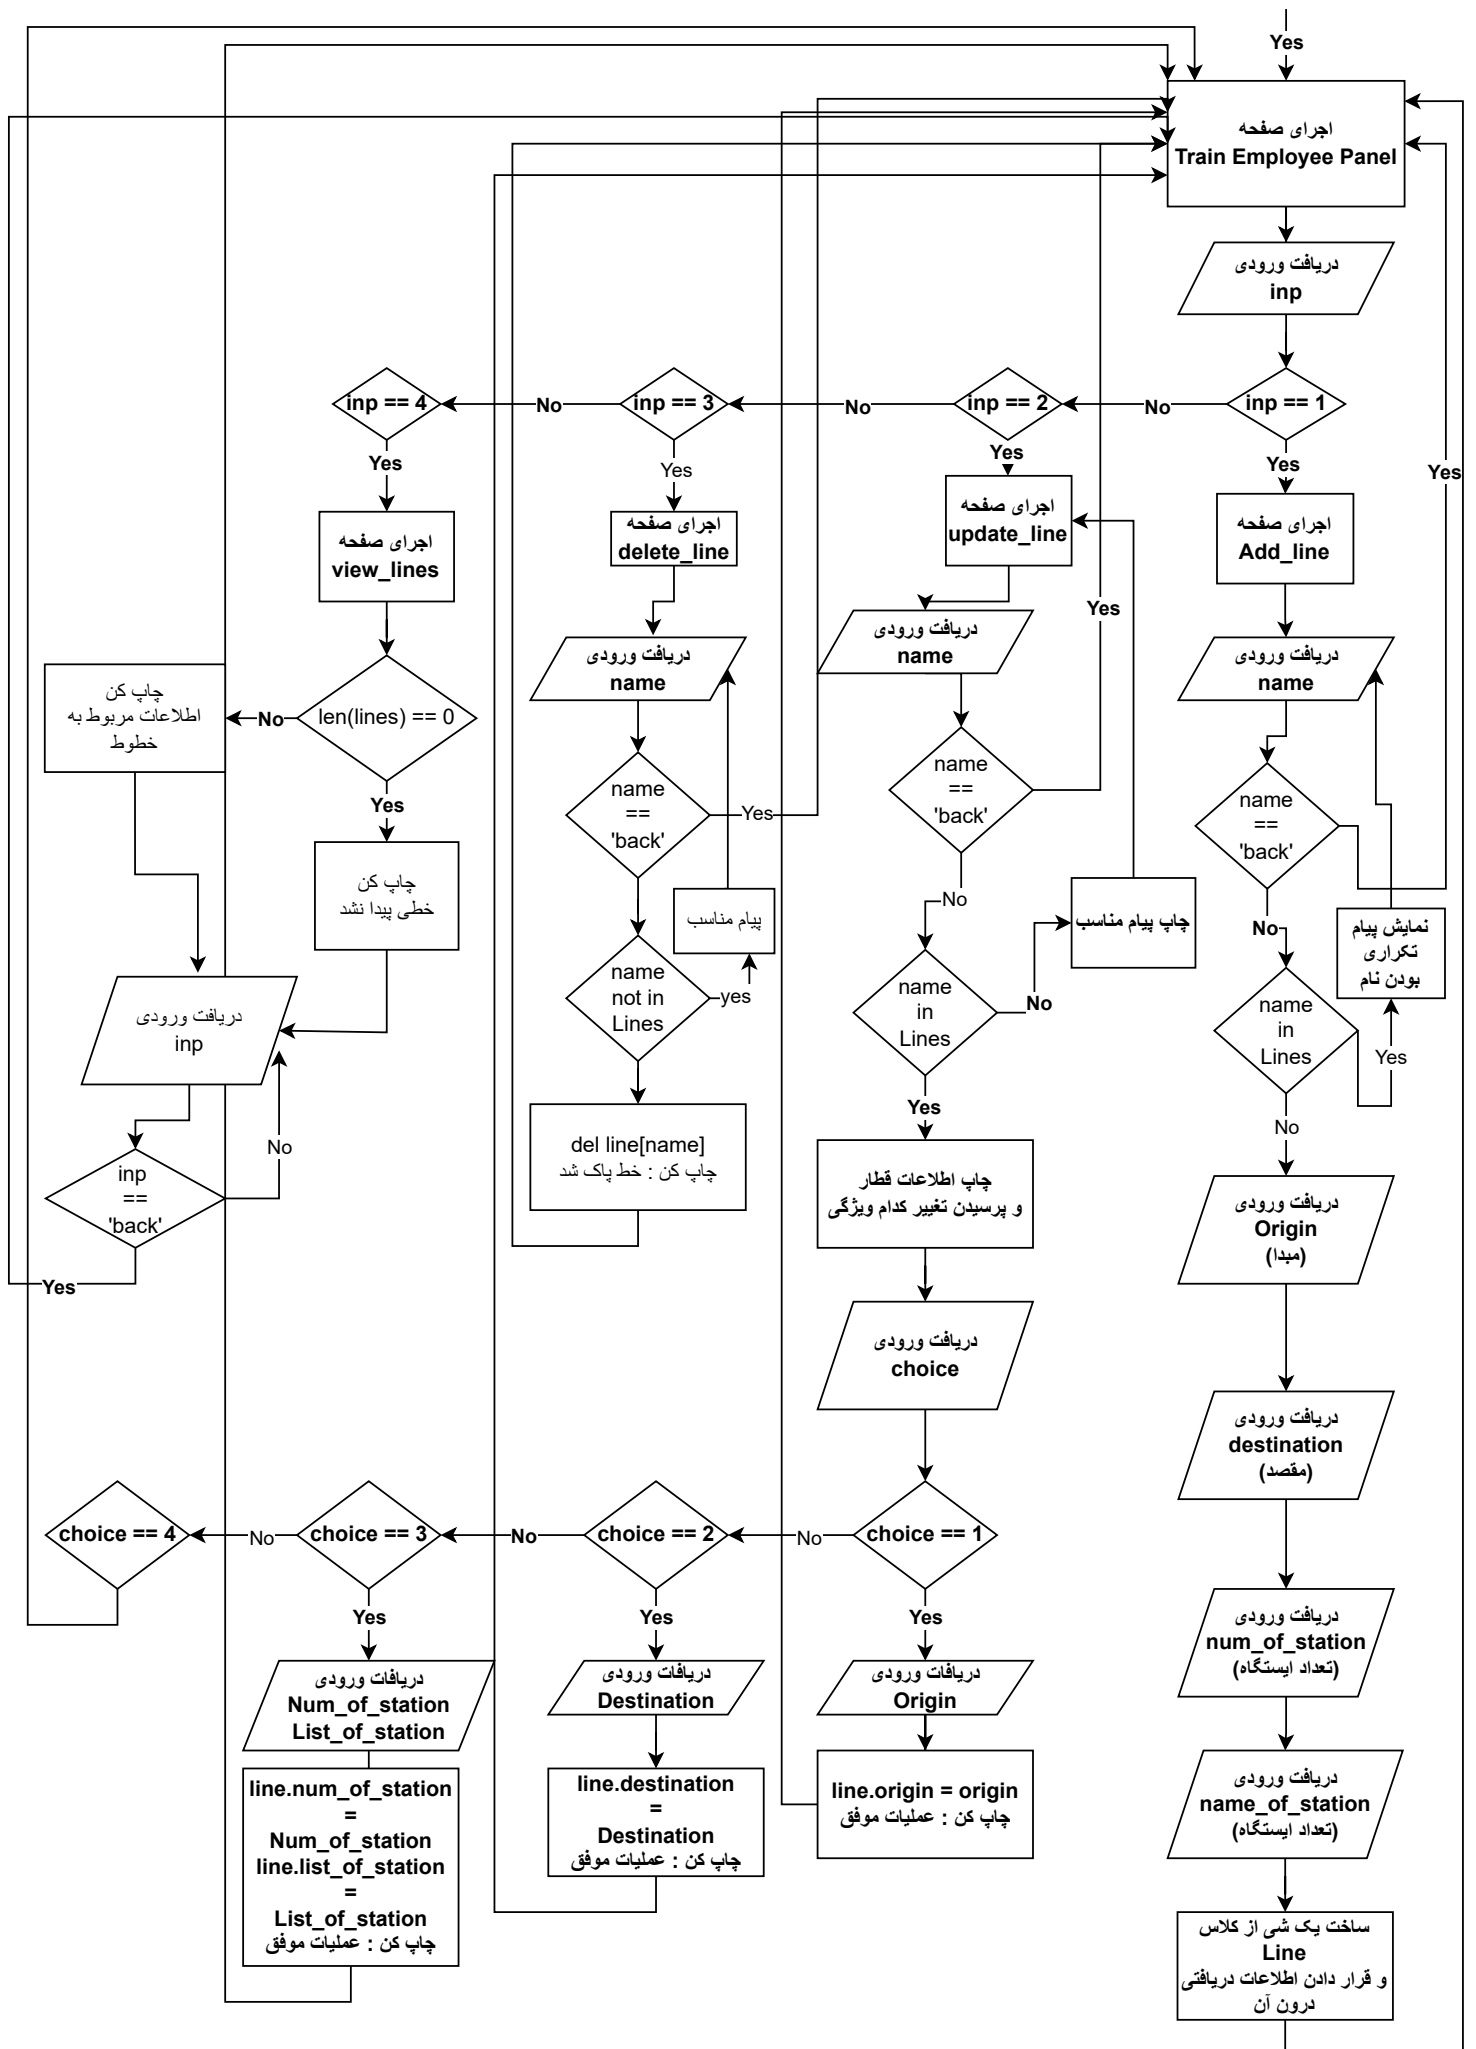 Yes
اجرای صفحه
Train Employee Panel
دریافت ورودی
inp
inp == 1
No
inp == 2
No
inp == 3
No
inp == 4
Yes
Yes
Yes
Yes
Yes
اجرای صفحه
Add_line
اجرای صفحه
update_line
اجرای صفحه
delete_line
اجرای صفحه
view_lines
دریافت ورودی
name
name
==
'back'
No
نمایش پیام
تکراری
بودن نام
name
in
Lines
Yes
No
دریافت ورودی
Origin
(مبدا)
دریافت ورودی
destination
(مقصد)
دریافت ورودی
num_of_station
(تعداد ایستگاه)
دریافت ورودی
name_of_station
(تعداد ایستگاه)
ساخت یک شی از کلاس
Line
و قرار دادن اطلاعات دریافتی
درون آن
Yes
دریافت ورودی
name
name
==
'back'
No
چاپ پیام مناسب
name
in
Lines
No
Yes
چاپ اطلاعات قطار
و پرسیدن تغییر کدام ویژگی
دریافت ورودی
choice
choice == 1
No
choice == 2
No
choice == 3
No
choice == 4
Yes
Yes
Yes
دریافات ورودی
Origin
line.origin = origin
چاپ کن : عملیات موفق
دریافات ورودی
Destination
line.destination
=
Destination
چاپ کن : عملیات موفق
دریافات ورودی
Num_of_station
List_of_station
line.num_of_station
=
Num_of_station
line.list_of_station
=
List_of_station
چاپ کن : عملیات موفق
دریافت ورودی
name
name
==
'back'
Yes
پیام مناسب
name
not in
Lines
yes
del line[name]
چاپ کن : خط پاک شد
len(lines) == 0
No
چاپ کن
اطلاعات مربوط به
خطوط
Yes
چاپ کن
خطی پیدا نشد
دریافت ورودی
inp
No
inp
==
'back'
Yes